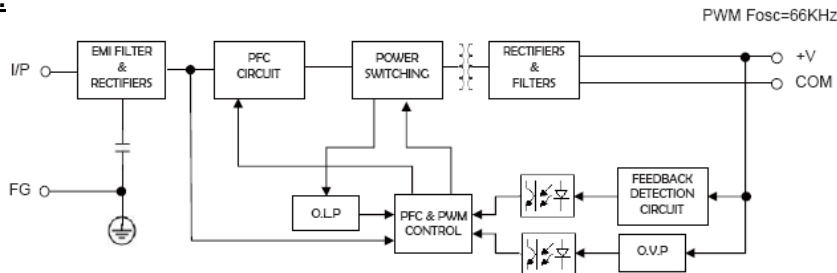 PWM Fosc=66KHz
I/P
EMI FILTER
&
RECTIFIERS
PFC
CIRCUIT
POWER
SWITCHING
RECTIFIERS
&
FILTERS
+V
COM
FG
O.L.P
PFC & PWM
CONTROL
FEEDBACK
DETECTION
CIRCUIT
O.V.P